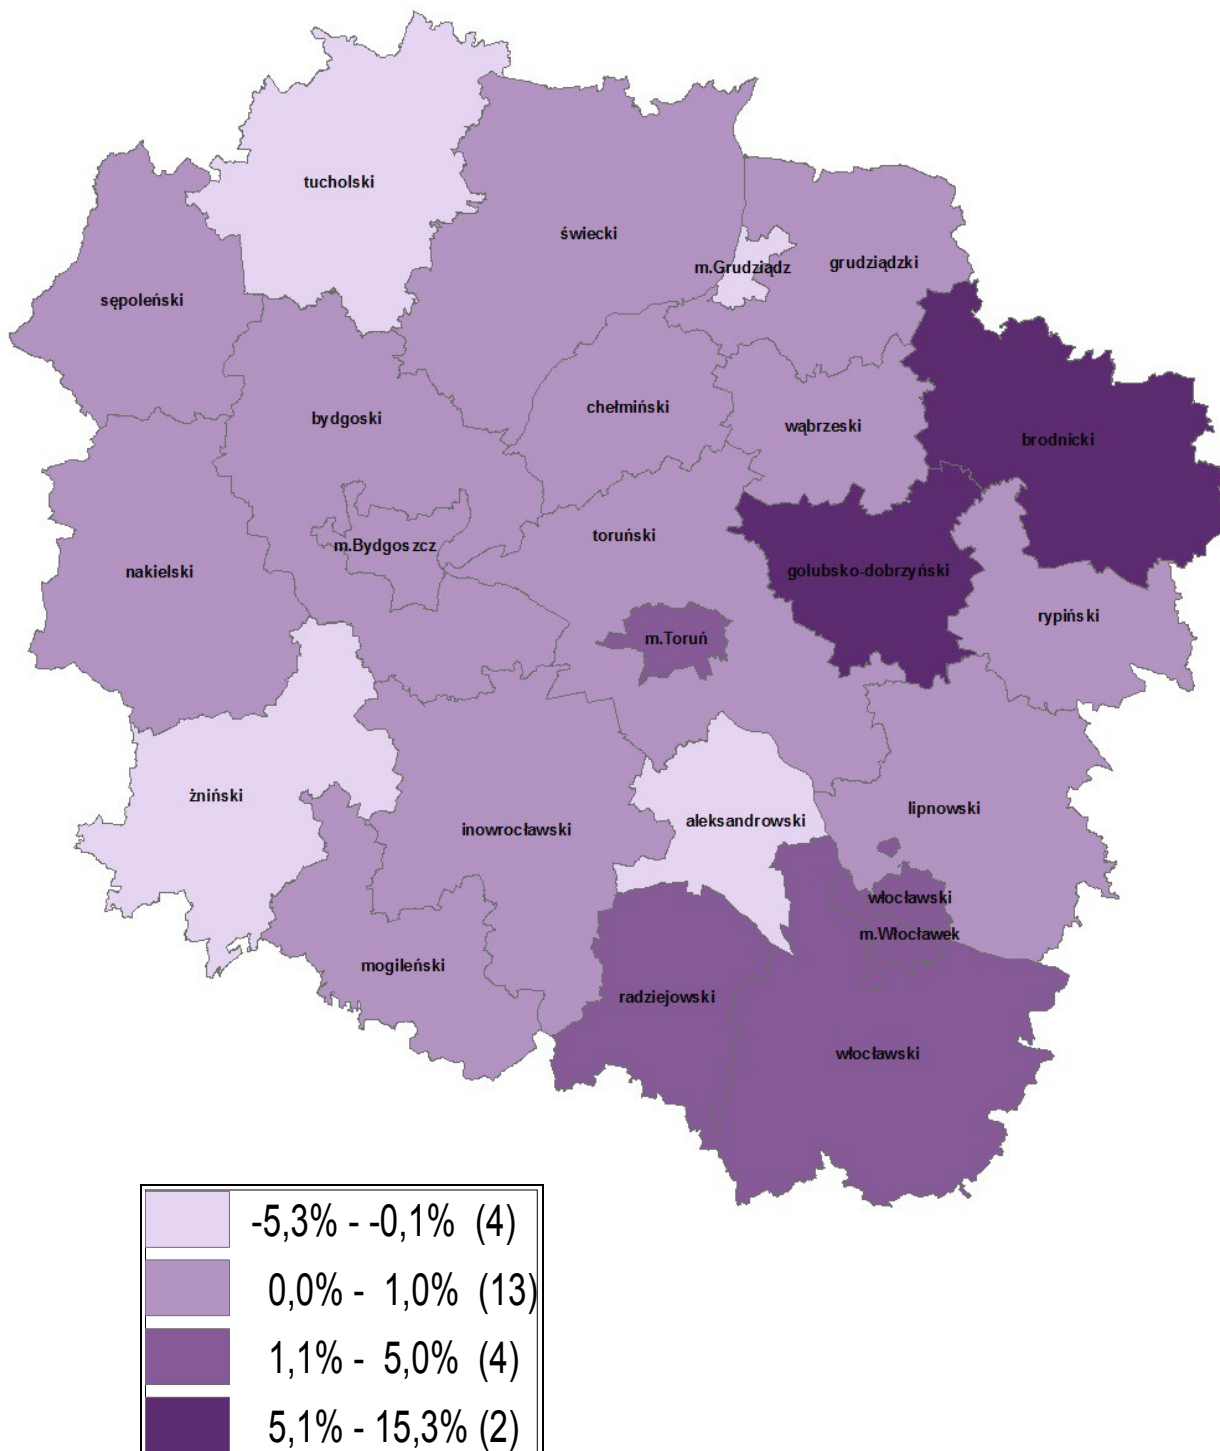 tucholski
świecki
m.Grudziądz
grudziądzki
sępoleński
chełmiński
bydgoski
wąbrzeski
brodnicki
toruński
m.Bydgoszcz
nakielski
golubsko-dobrzyński
rypiński
m.Toruń
żniński
lipnowski
aleksandrowski
inowrocławski
włocławski
m.Włocławek
mogileński
radziejowski
włocławski
-5,3% - -0,1% (4)
0,0% - 1,0% (13)
1,1% - 5,0% (4)
5,1% - 15,3% (2)